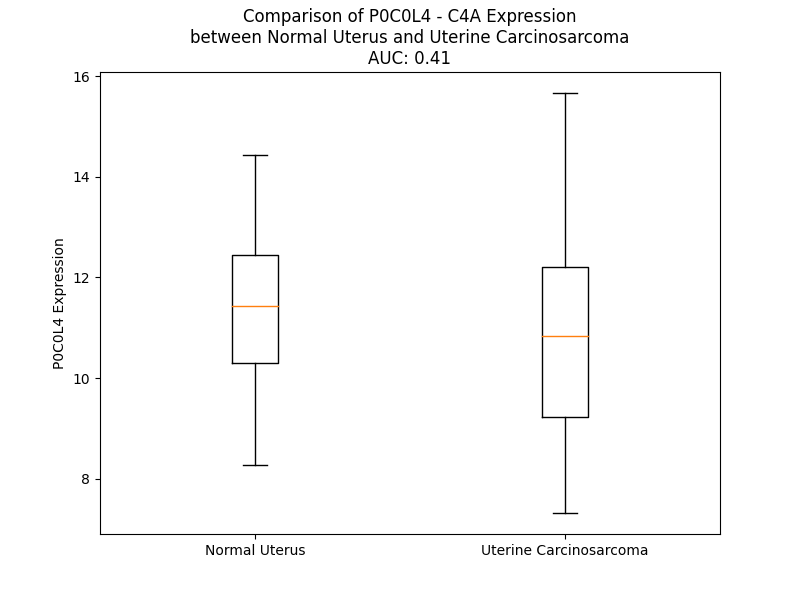 Comparison of P0C0L4 - C4A Expression
between Normal Uterus and Uterine Carcinosarcoma
AUC: 0.41
16
14
12
10
8
P0C0L4 Expression
Normal Uterus
Uterine Carcinosarcoma